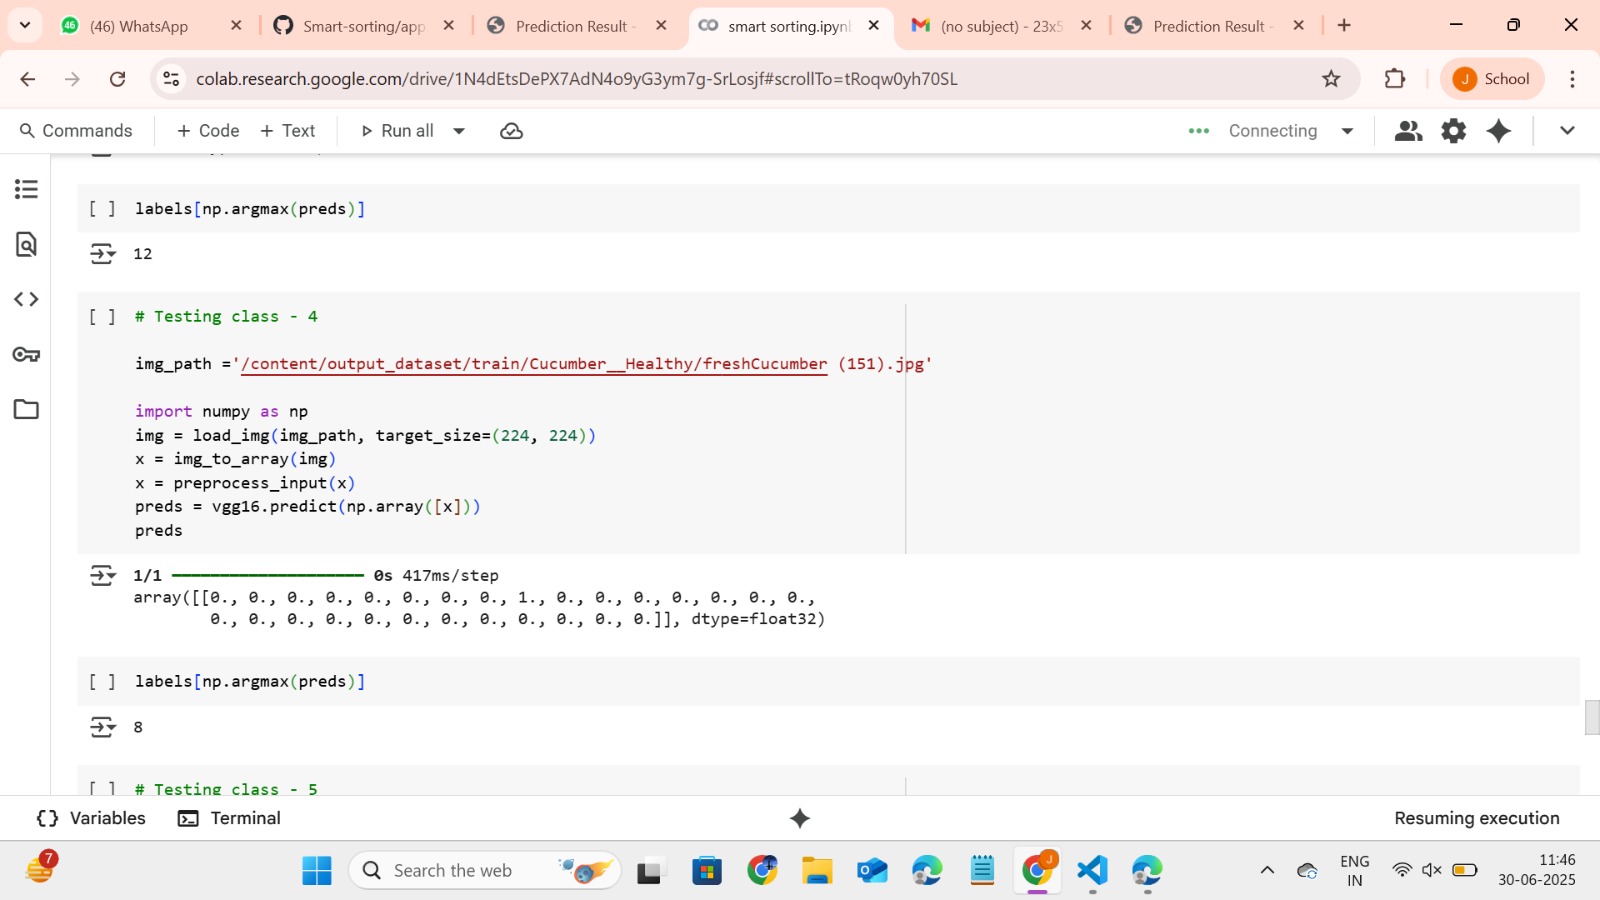 (46) WhatsApp
Smart-sorting/app
Prediction Result -
smart sorting.ipynb
(no subject) - 23x5
Prediction Result -
colab.research.google.com/drive/1N4dEtsDePX7AdN4o9yG3ym7g-SrLosjf#scrollTo=tRoqw0yh70SL
J School
Commands
+ Code + Text
Run all
Connecting
[ ] labels[np.argmax(preds)]
12
[ ] # Testing class - 4
img_path ='/content/output_dataset/train/Cucumber__Healthy/freshCucumber (151).jpg'
import numpy as np
img = load_img(img_path, target_size=(224, 224))
x = img_to_array(img)
x = preprocess_input(x)
preds = vgg16.predict(np.array([x]))
preds
1/1 ━━━━━━━━━━━━━━━━━━━━ 0s 417ms/step
array([[0., 0., 0., 0., 0., 0., 0., 0., 1., 0., 0., 0., 0., 0., 0., 0.,
0., 0., 0., 0., 0., 0., 0., 0., 0., 0., 0., 0.]], dtype=float32)
[ ] labels[np.argmax(preds)]
8
[ ] # Testing class - 5
Variables
Terminal
Resuming execution
7
Search the web
J
ENG
IN
11:46
30-06-2025